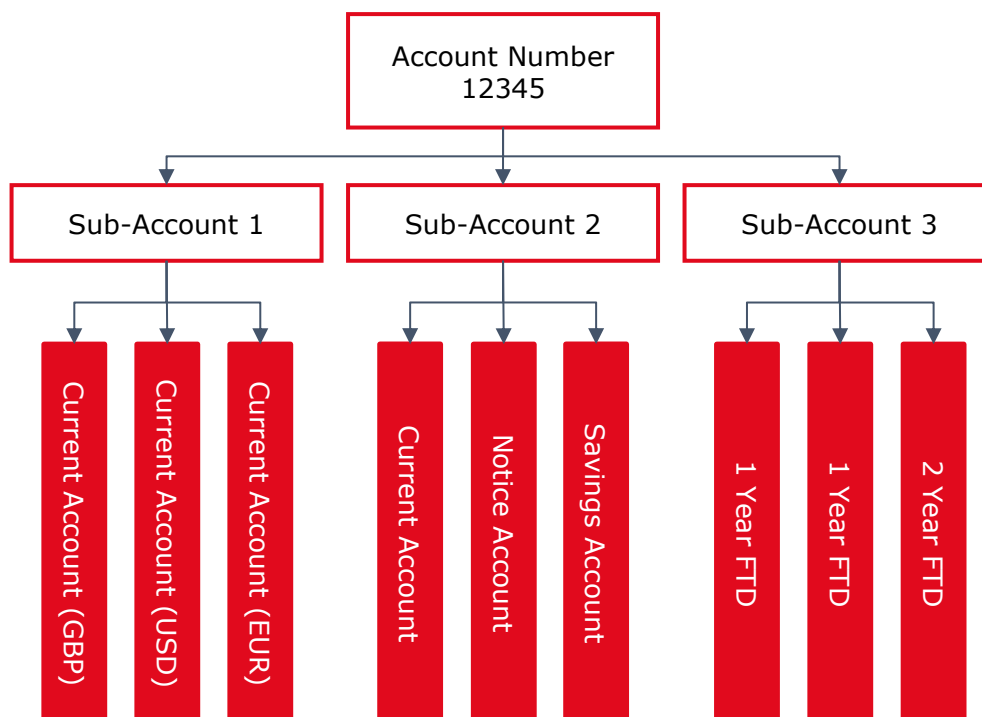 Account Number
12345
Sub-Account 1
Sub-Account 2
Sub-Account 3
Current Account (GBP)
Current Account (USD)
Current Account (EUR)
Current Account
Notice Account
Savings Account
1 Year FTD
1 Year FTD
2 Year FTD